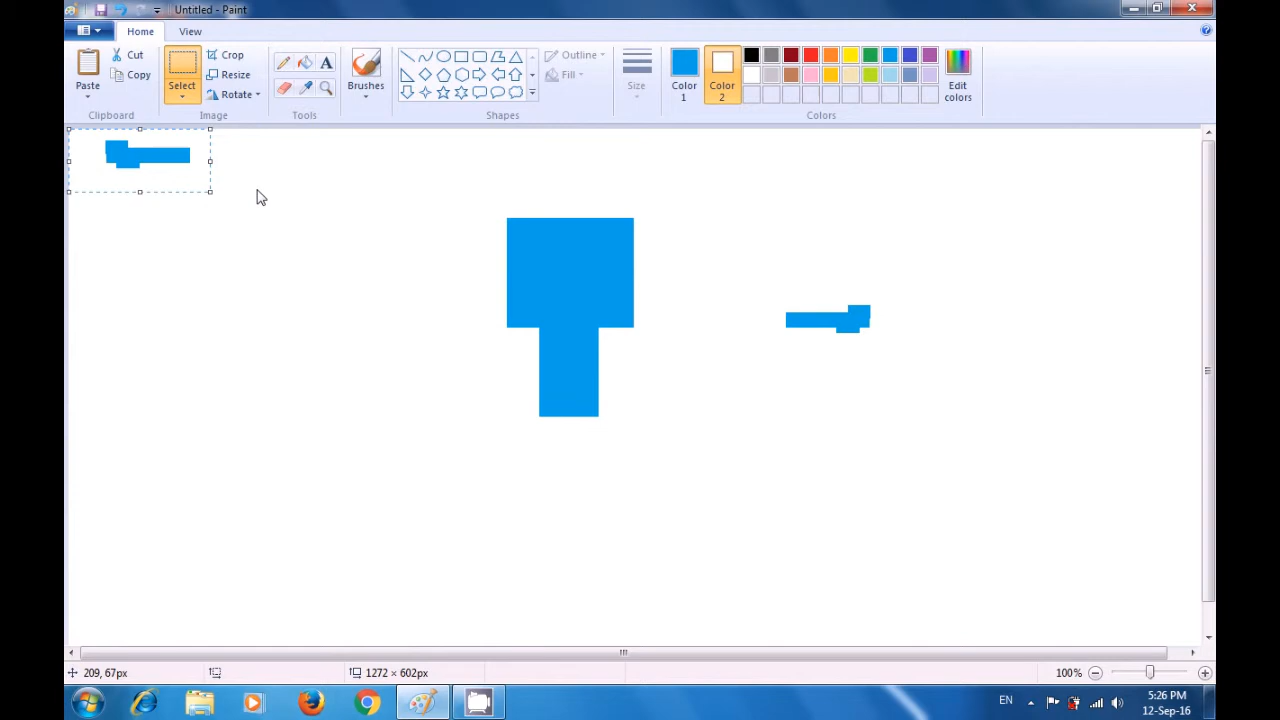 Untitled - Paint
Home
View
Paste
Cut
Copy
Clipboard
Select
Crop
Resize
Rotate
Image
A
Tools
Brushes
Shapes
Outline
Fill
Size
Color 1
Color 2
Edit colors
Colors
209, 67px
1272 × 602px
100%
EN
5:26 PM
12-Sep-16